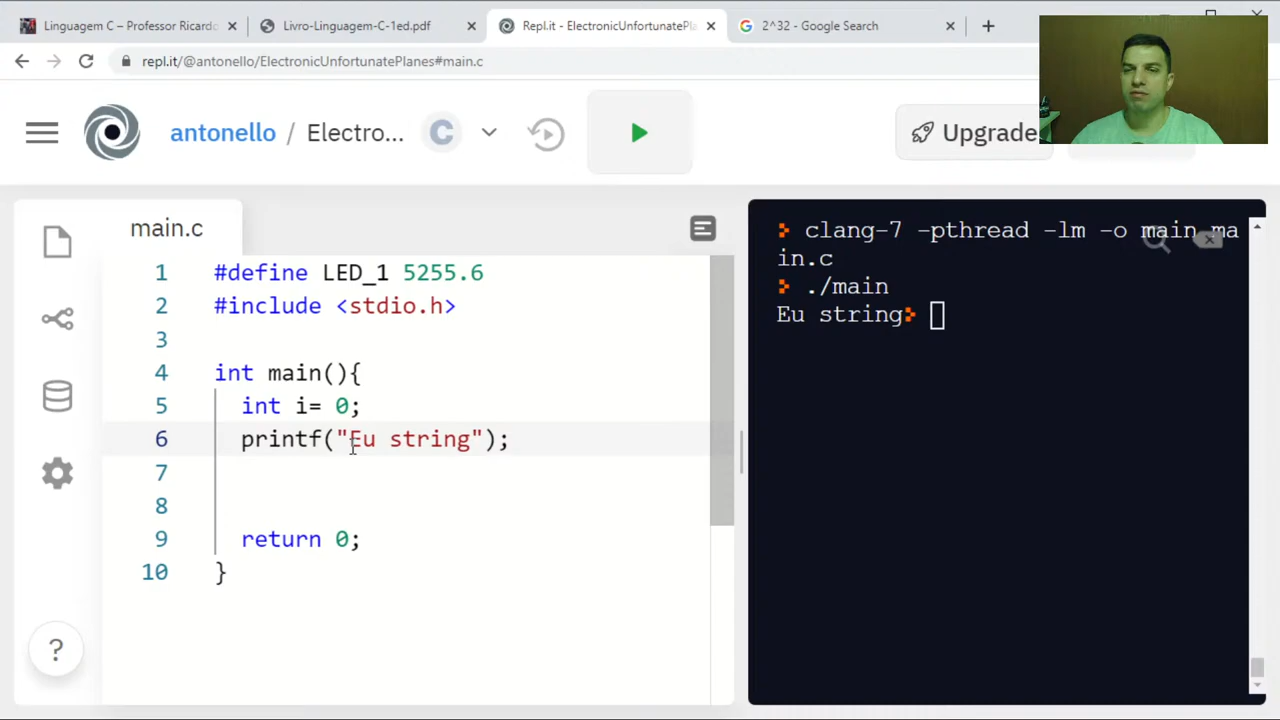 Linguagem C – Professor Ricardo
Livro-Linguagem-C-1ed.pdf
Repl.it - ElectronicUnfortunatePla
2^32 - Google Search
repl.it/@antonello/ElectronicUnfortunatePlanes#main.c
antonello / Electro... C
Upgrade
main.c
1 #define LED_1 5255.6
2 #include <stdio.h>
3
4 int main(){
5 int i= 0;
6 printf("Eu string");
7
8
9 return 0;
10 }
?
clang-7 -pthread -lm -o main ma
in.c
./main
Eu string